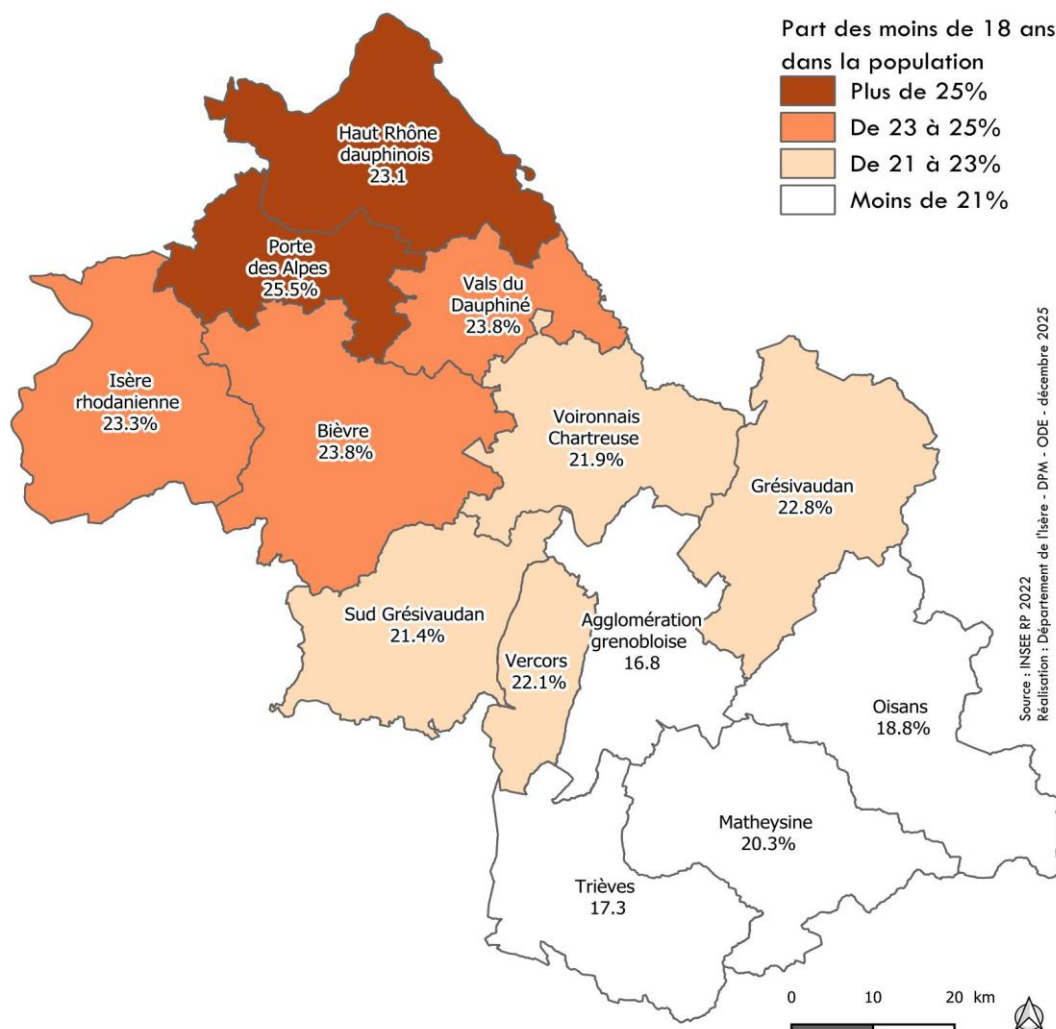 Part des moins de 18 ans
dans la population
Plus de 25%
De 23 à 25%
De 21 à 23%
Moins de 21%
Haut Rhône
dauphinois
23.1
Porte
des Alpes
25.5%
Vals du
Dauphiné
23.8%
Isère
rhodanienne
23.3%
Bièvre
23.8%
Voironnais
Chartreuse
21.9%
Grésivaudan
22.8%
Sud Grésivaudan
21.4%
Vercors
22.1%
Agglomération
grenobloise
16.8
Oisans
18.8%
Matheysine
20.3%
Trièves
17.3
Source : INSEE RP 2022
Réalisation : Département de l'Isère - DPM - ODE - décembre 2025
0 10 20 km